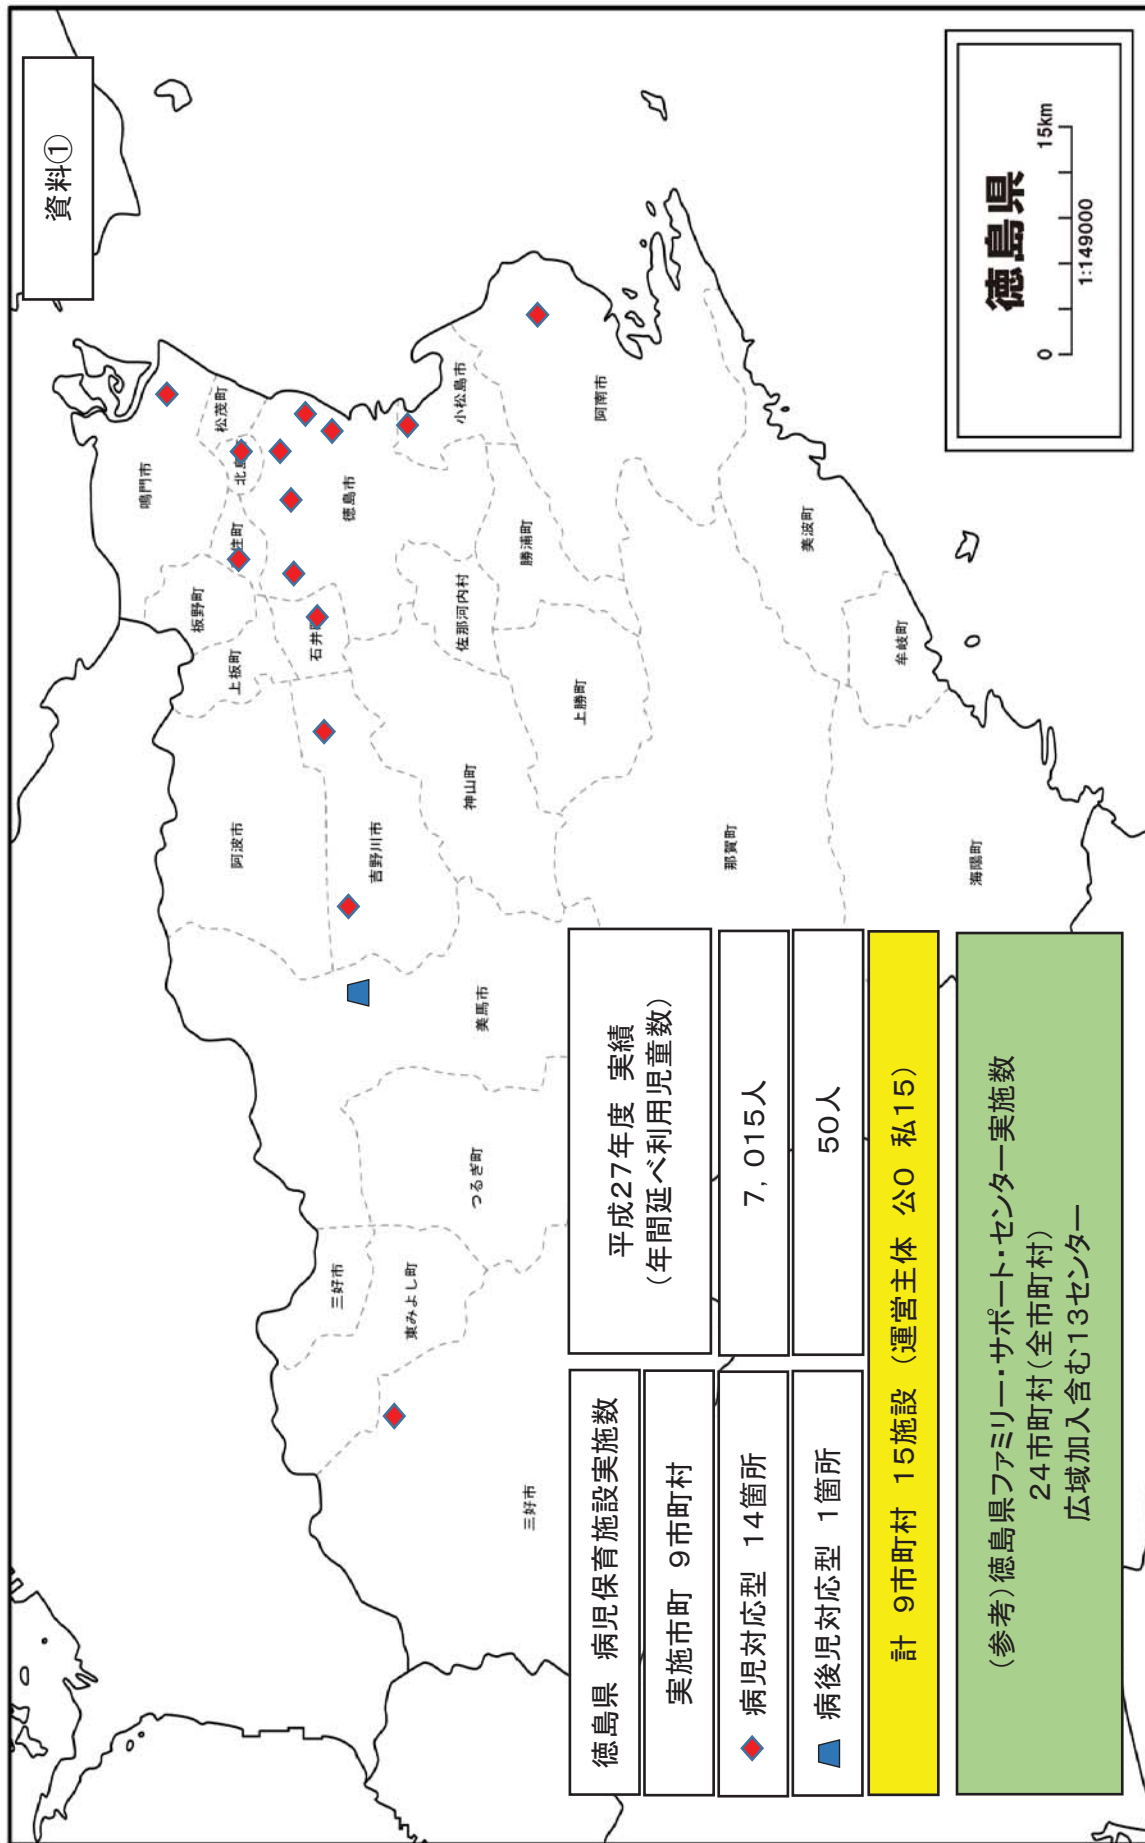 資料①
鳴門市
松茂町
北島
住町
板野町
上板町
徳島市
石井町
小松島市
阿南市
勝浦町
佐那河内村
上勝町
神山町
阿波市
吉野川市
美馬市
つるぎ町
三好市
東みよし町
三好市
那賀町
美波町
牟岐町
海陽町
徳島県
0 15km
1:149000
徳島県 病児保育施設実施数
平成27年度 実績
(年間延べ利用児童数)
実施市町 9市町村
病児対応型 14箇所
7,015人
病後児対応型 1箇所
50人
計 9市町村 15施設 (運営主体 公0 私15)
(参考)徳島県ファミリー・サポート・センター実施数
24市町村(全市町村)
広域加入含む13センター